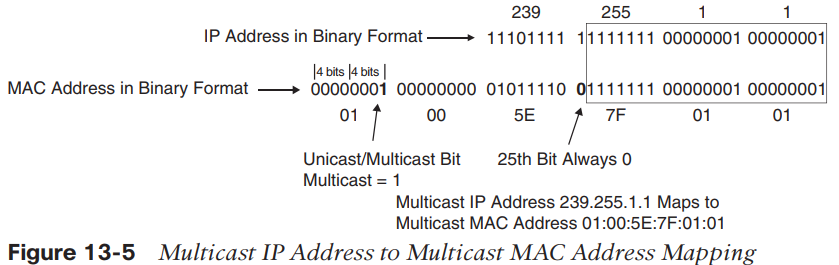 239 255 1 1
IP Address in Binary Format 11101111 11111111 00000001 00000001
4 bits 4 bits
MAC Address in Binary Format 00000001 00000000 01011110 01111111 00000001 00000001
01 00 5E 7F 01 01
Unicast/Multicast Bit 25th Bit Always 0
Multicast = 1
Multicast IP Address 239.255.1.1 Maps to
Multicast MAC Address 01:00:5E:7F:01:01
Figure 13-5 Multicast IP Address to Multicast MAC Address Mapping